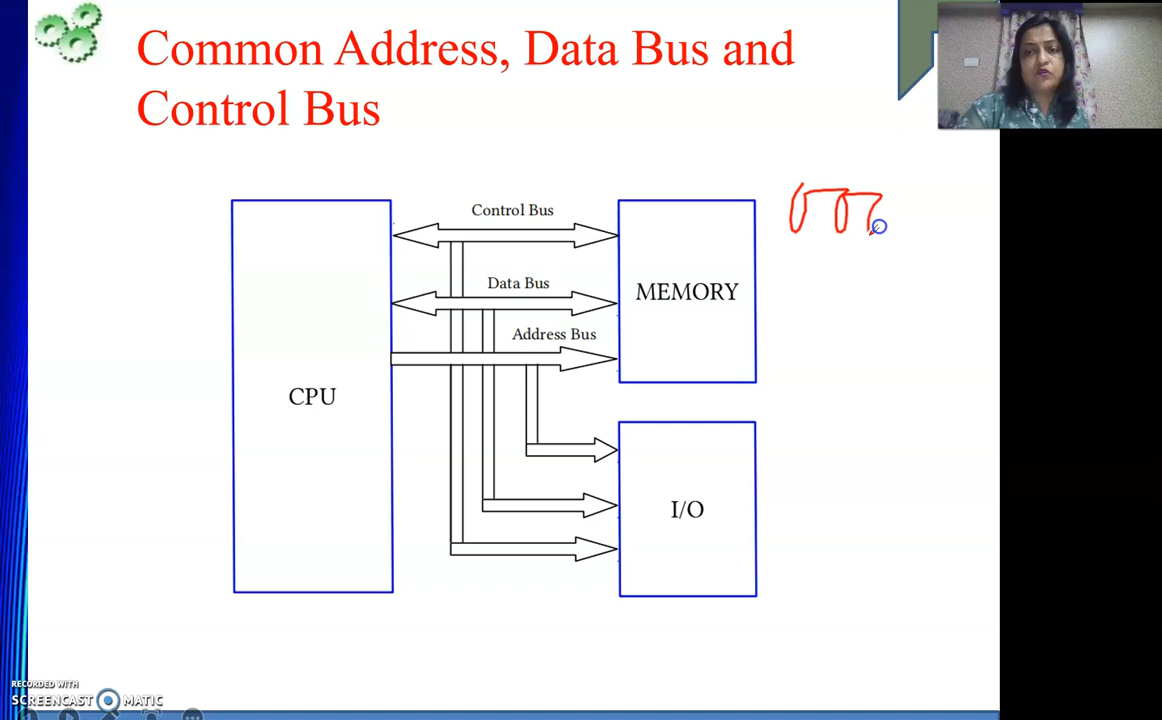 Common Address, Data Bus and
Control Bus
Control Bus
Data Bus
Address Bus
CPU
MEMORY
I/O
RECORDED WITH
SCREENCAST MATIC